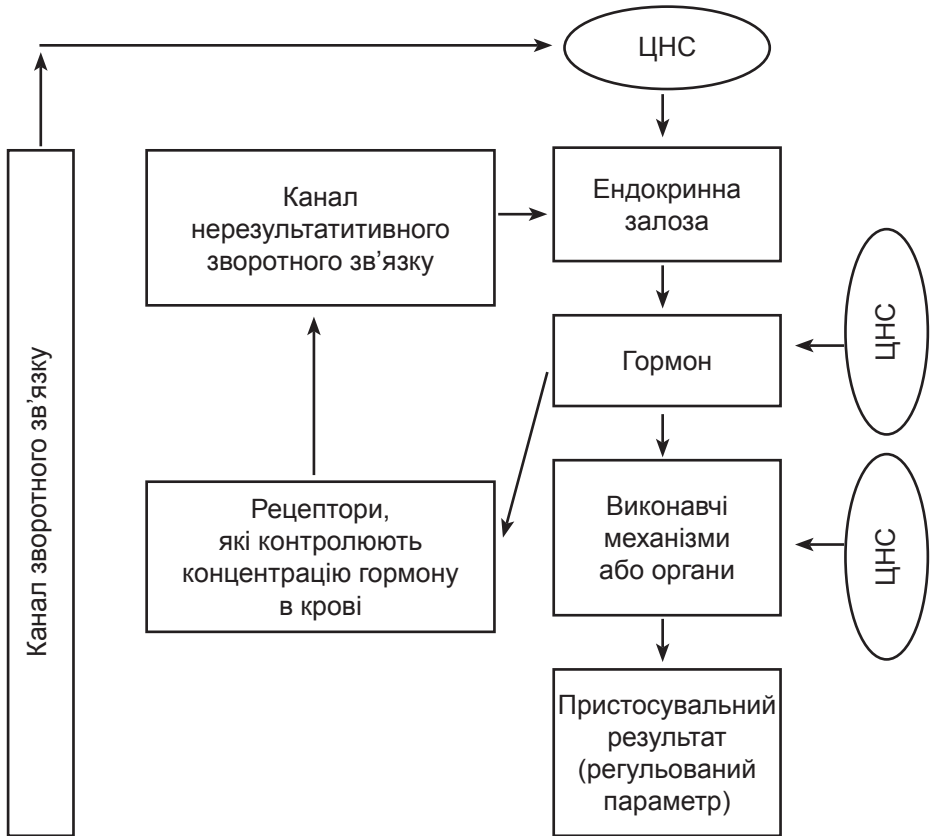 ЦНС
Канал
нерезультатитивного
зворотного зв’язку
Ендокринна
залоза
Гормон
ЦНС
Рецептори,
які контролюють
концентрацію гормону
в крові
Виконавчі
механізми
або органи
ЦНС
Пристосувальний
результат
(регульований
параметр)
Канал зворотного зв’язку